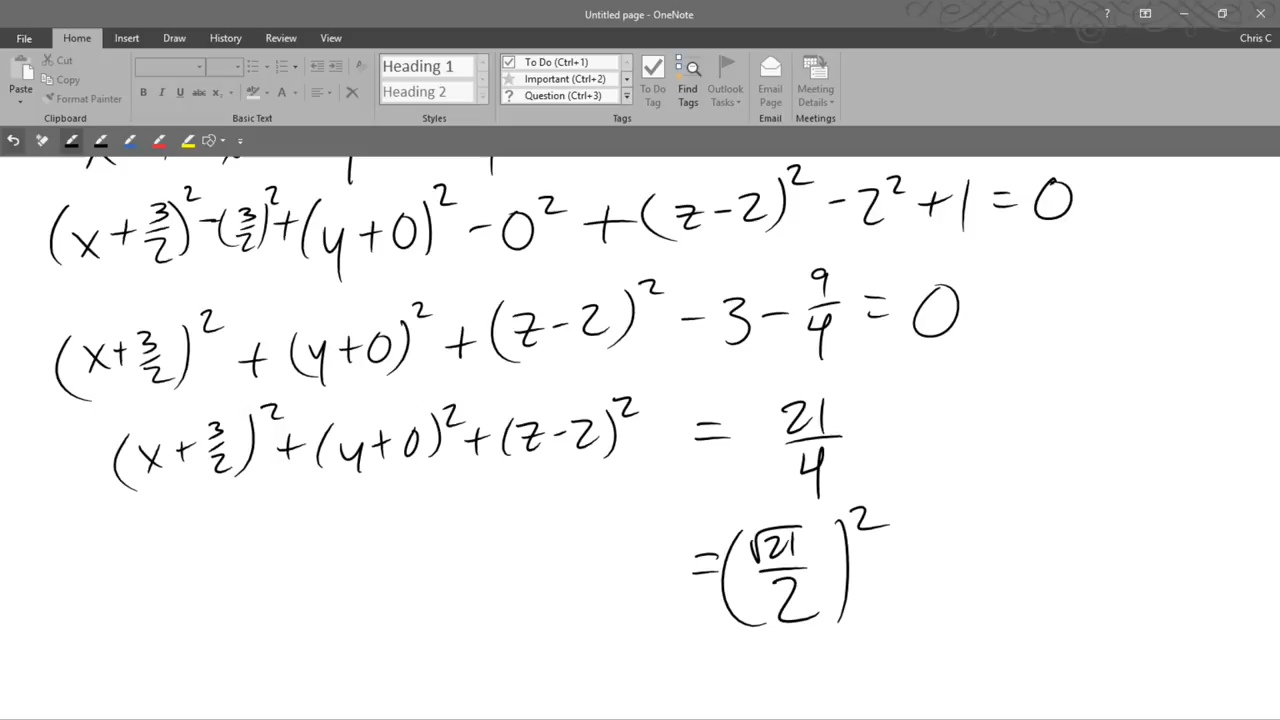 Untitled page - OneNote
?
File Home Insert Draw History Review View Chris C
Paste
Cut
Copy
Format Painter
Clipboard
B I U abc x₂ A
Basic Text
Heading 1
Heading 2
Styles
To Do (Ctrl+1)
Important (Ctrl+2)
? Question (Ctrl+3)
To Do Tag
Find Tags
Tags
Outlook Tasks
Email Page
Email
Meeting Details
Meetings
(x + 3/2)² - (3/2)² + (y + 0)² - 0² + (z - 2)² - 2² + 1 = 0
(x + 3/2)² + (y + 0)² + (z - 2)² - 3 - 9/4 = 0
(x + 3/2)² + (y + 0)² + (z - 2)² = 21/4
= (√21/2)²